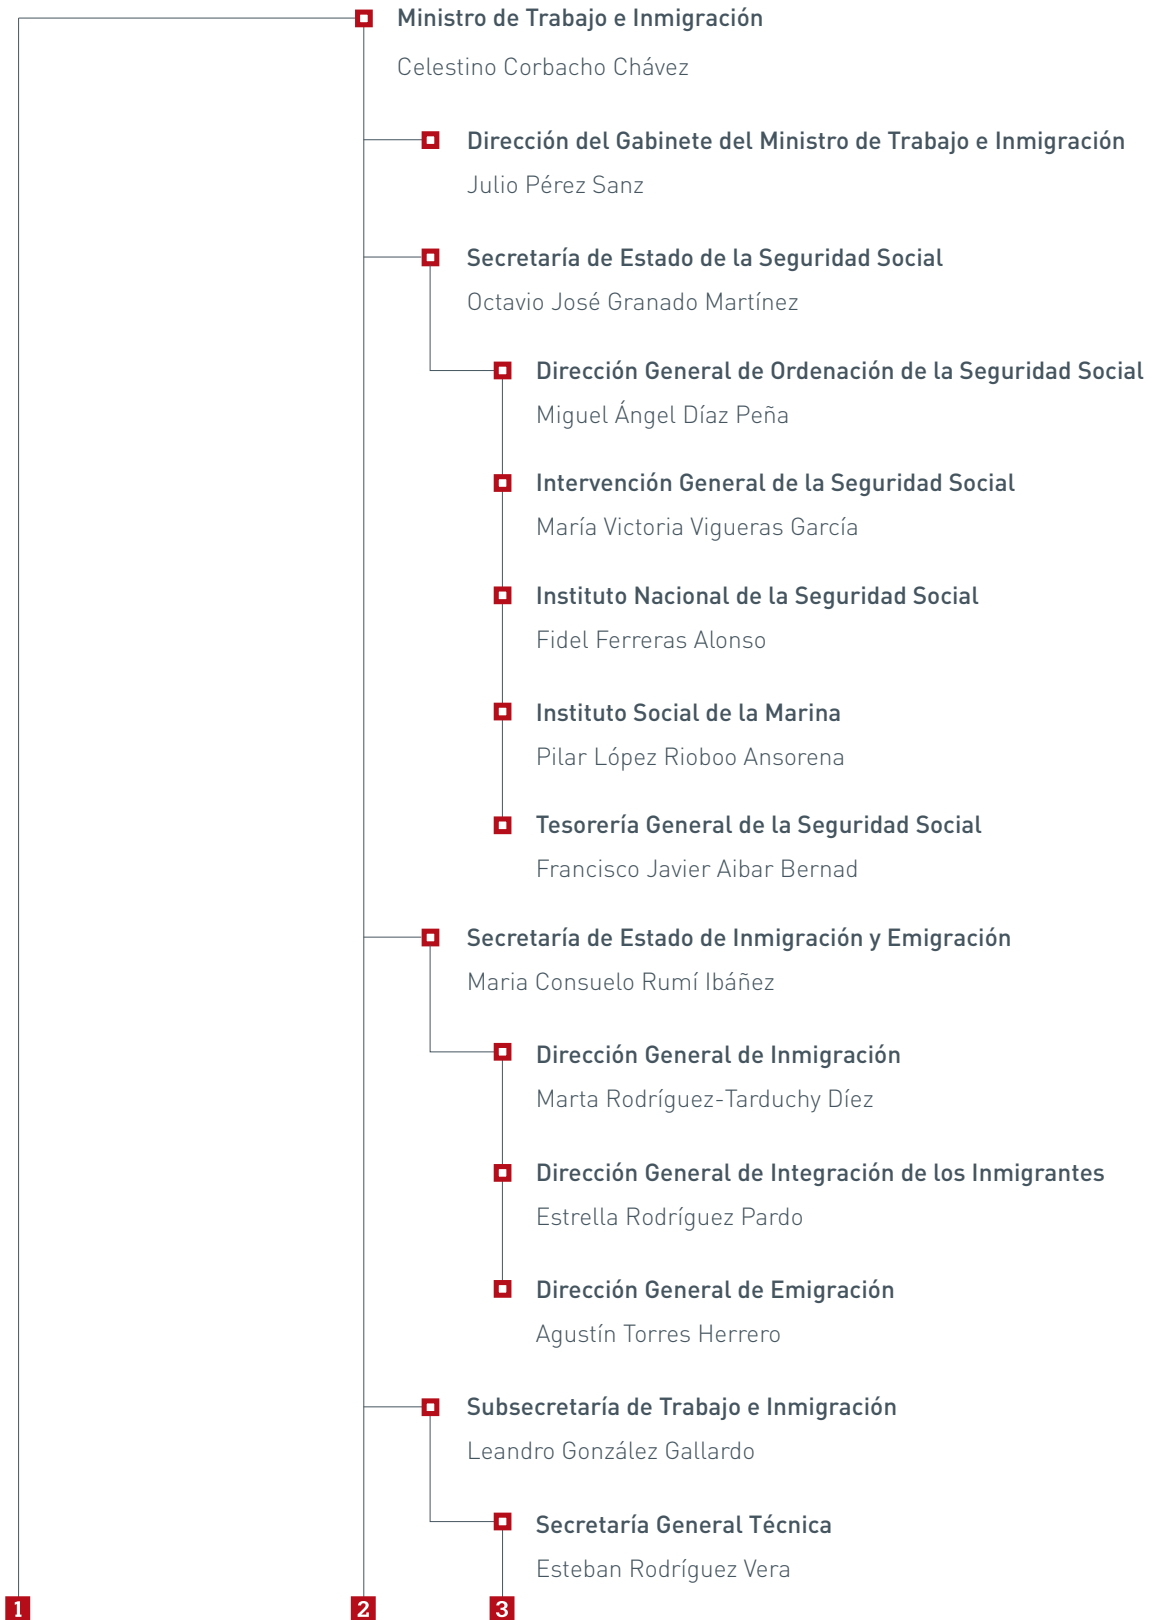 Ministro de Trabajo e Inmigración
Celestino Corbacho Chávez
Dirección del Gabinete del Ministro de Trabajo e Inmigración
Julio Pérez Sanz
Secretaría de Estado de la Seguridad Social
Octavio José Granado Martínez
Dirección General de Ordenación de la Seguridad Social
Miguel Ángel Díaz Peña
Intervención General de la Seguridad Social
María Victoria Vigueras García
Instituto Nacional de la Seguridad Social
Fidel Ferreras Alonso
Instituto Social de la Marina
Pilar López Rioboo Ansorena
Tesorería General de la Seguridad Social
Francisco Javier Aibar Bernad
Secretaría de Estado de Inmigración y Emigración
Maria Consuelo Rumí Ibáñez
Dirección General de Inmigración
Marta Rodríguez-Tarduchy Díez
Dirección General de Integración de los Inmigrantes
Estrella Rodríguez Pardo
Dirección General de Emigración
Agustín Torres Herrero
Subsecretaría de Trabajo e Inmigración
Leandro González Gallardo
Secretaría General Técnica
Esteban Rodríguez Vera
1 2 3